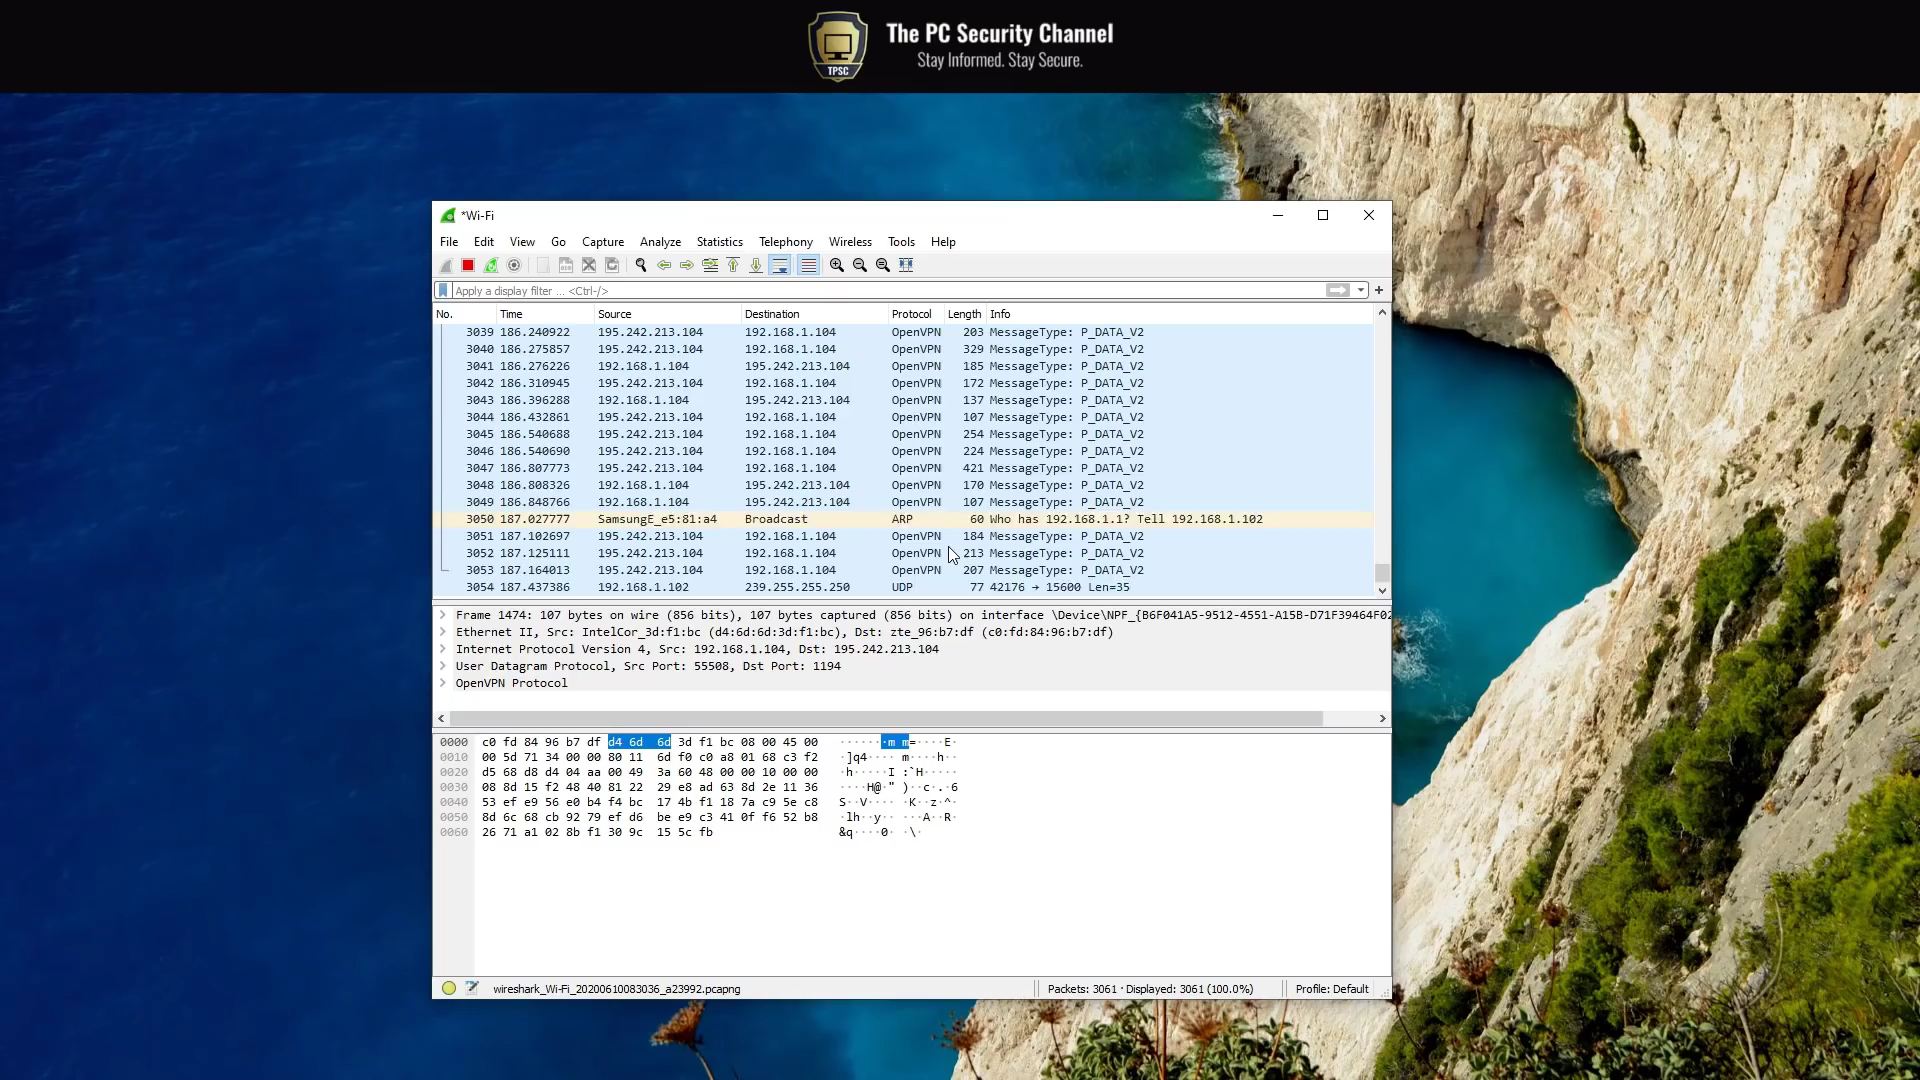 The PC Security Channel
Stay Informed. Stay Secure.
TPSC
*Wi-Fi
File Edit View Go Capture Analyze Statistics Telephony Wireless Tools Help
Apply a display filter ... <Ctrl-/>
No. Time Source Destination Protocol Length Info
3039 186.240922 195.242.213.104 192.168.1.104 OpenVPN 203 MessageType: P_DATA_V2
3040 186.275857 195.242.213.104 192.168.1.104 OpenVPN 329 MessageType: P_DATA_V2
3041 186.276226 192.168.1.104 195.242.213.104 OpenVPN 185 MessageType: P_DATA_V2
3042 186.310945 195.242.213.104 192.168.1.104 OpenVPN 172 MessageType: P_DATA_V2
3043 186.396288 192.168.1.104 195.242.213.104 OpenVPN 137 MessageType: P_DATA_V2
3044 186.432861 195.242.213.104 192.168.1.104 OpenVPN 107 MessageType: P_DATA_V2
3045 186.540688 195.242.213.104 192.168.1.104 OpenVPN 254 MessageType: P_DATA_V2
3046 186.540690 195.242.213.104 192.168.1.104 OpenVPN 224 MessageType: P_DATA_V2
3047 186.807773 195.242.213.104 192.168.1.104 OpenVPN 421 MessageType: P_DATA_V2
3048 186.808326 192.168.1.104 195.242.213.104 OpenVPN 170 MessageType: P_DATA_V2
3049 186.848766 192.168.1.104 195.242.213.104 OpenVPN 107 MessageType: P_DATA_V2
3050 187.027777 SamsungE_e5:81:a4 Broadcast ARP 60 Who has 192.168.1.1? Tell 192.168.1.102
3051 187.102697 195.242.213.104 192.168.1.104 OpenVPN 184 MessageType: P_DATA_V2
3052 187.125111 195.242.213.104 192.168.1.104 OpenVPN 213 MessageType: P_DATA_V2
3053 187.164013 195.242.213.104 192.168.1.104 OpenVPN 207 MessageType: P_DATA_V2
3054 187.437386 192.168.1.102 239.255.255.250 UDP 77 42176 → 15600 Len=35
Frame 1474: 107 bytes on wire (856 bits), 107 bytes captured (856 bits) on interface \Device\NPF_{B6F041A5-9512-4551-A15B-D71F39464F02
Ethernet II, Src: IntelCor_3d:f1:bc (d4:6d:6d:3d:f1:bc), Dst: zte_96:b7:df (c0:fd:84:96:b7:df)
Internet Protocol Version 4, Src: 192.168.1.104, Dst: 195.242.213.104
User Datagram Protocol, Src Port: 55508, Dst Port: 1194
OpenVPN Protocol
0000 c0 fd 84 96 b7 df d4 6d 6d 3d f1 bc 08 00 45 00 ·······m m=····E·
0010 00 5d 71 34 00 00 80 11 6d f0 c0 a8 01 68 c3 f2 ·]q4···· m····h··
0020 d5 68 d8 d4 04 aa 00 49 3a 60 48 00 00 10 00 00 ·h·····I :`H·····
0030 08 8d 15 f2 48 40 81 22 29 e8 ad 63 8d 2e 11 36 ····H@·" )··c·.·6
0040 53 ef e9 56 e0 b4 f4 bc 17 4b f1 18 7a c9 5e c8 S··V···· ·K··z·^·
0050 8d 6c 68 cb 92 79 ef d6 be e9 c3 41 0f f6 52 b8 ·lh··y·· ···A··R·
0060 26 71 a1 02 8b f1 30 9c 15 5c fb &q····0· ·\·
wireshark_Wi-Fi_20200610083036_a23992.pcapng Packets: 3061 · Displayed: 3061 (100.0%) Profile: Default